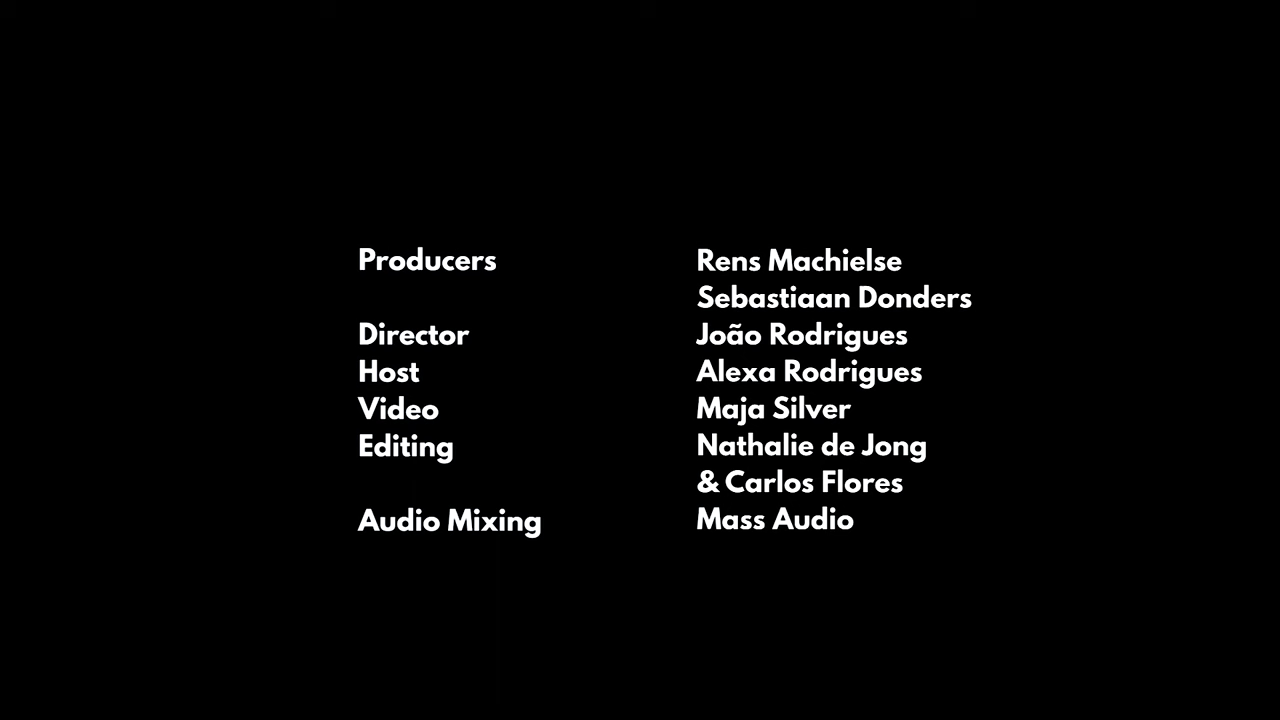 Producers Rens Machielse
Sebastiaan Donders
Director João Rodrigues
Host Alexa Rodrigues
Video Maja Silver
Editing Nathalie de Jong
& Carlos Flores
Audio Mixing Mass Audio